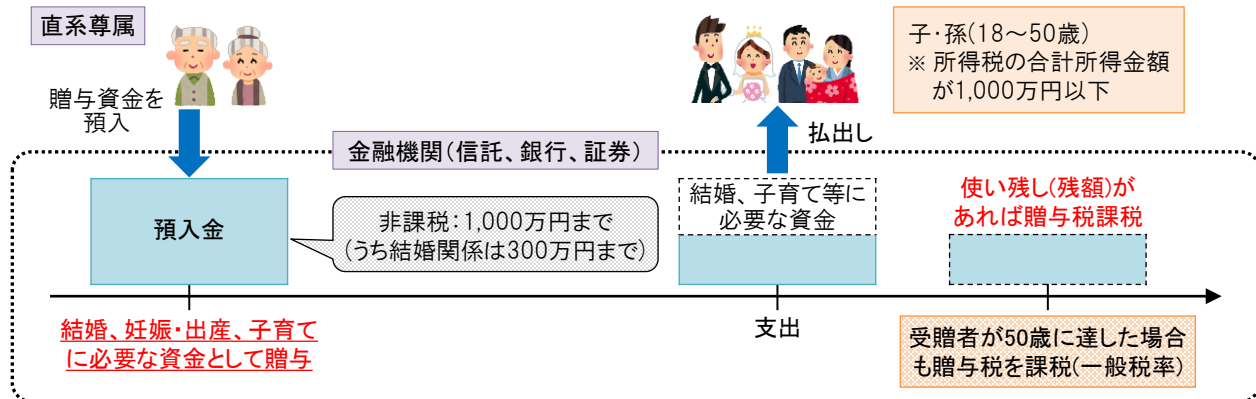 直系尊属
贈与資金を
預入
子・孫(18～50歳)
※ 所得税の合計所得金額
が1,000万円以下
払出し
金融機関(信託、銀行、証券)
預入金
非課税：1,000万円まで
(うち結婚関係は300万円まで)
結婚、子育て等に
必要な資金
使い残し(残額)が
あれば贈与税課税
結婚、妊娠・出産、子育て
に必要な資金として贈与
支出
受贈者が50歳に達した場合
も贈与税を課税(一般税率)